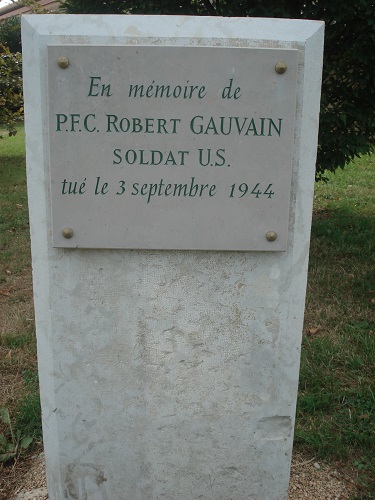 En mémoire de
P.F.C. ROBERT GAUVAIN
SOLDAT U.S.
tué le 3 septembre 1944